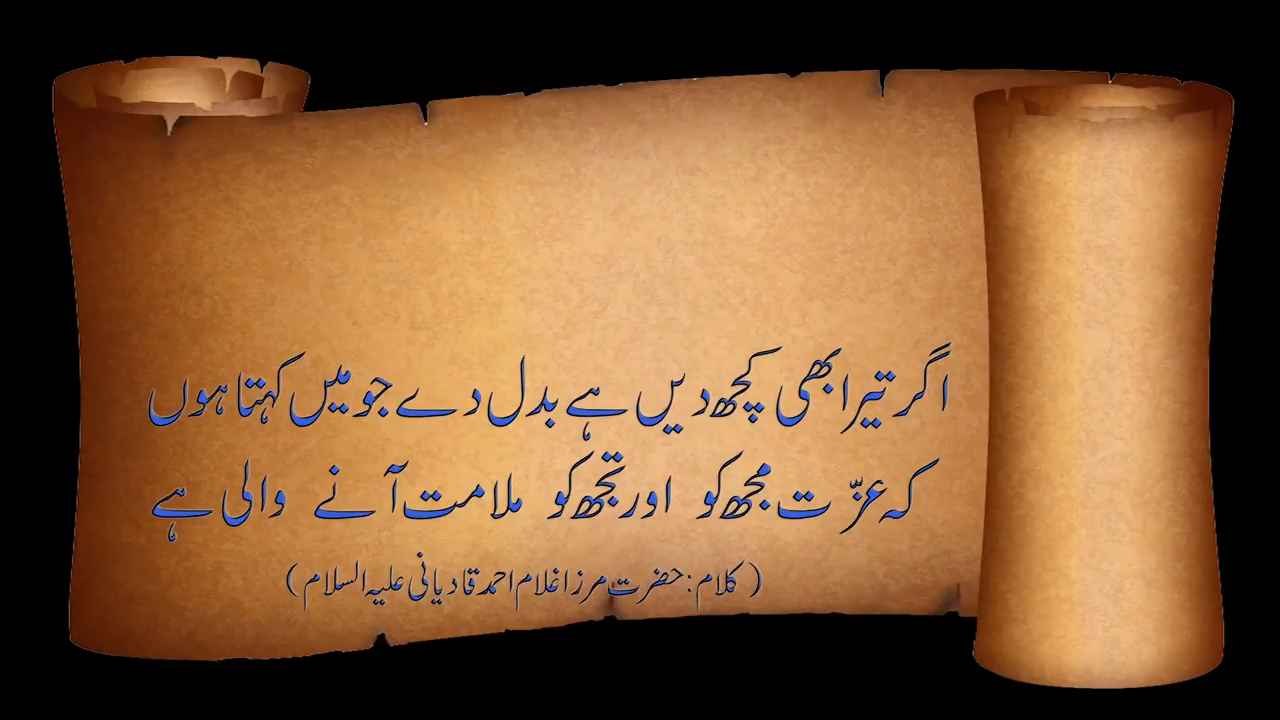 اگر تیرا بھی کچھ دیں ہے بدل دے جو میں کہتا ہوں
کہ عزّت مجھ کو اور تجھ کو ملامت آنے والی ہے
( کلام: حضرت مرزا غلام احمد قادیانی علیہ السلام )